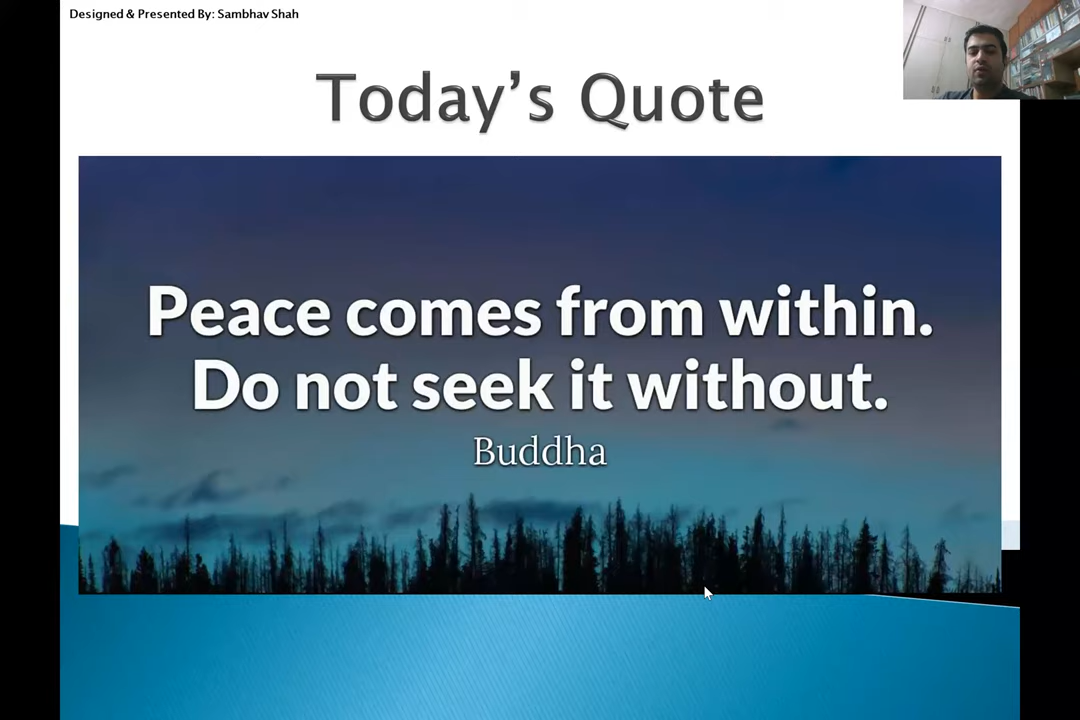 Designed & Presented By: Sambhav Shah
Today’s Quote
Peace comes from within.
Do not seek it without.
Buddha